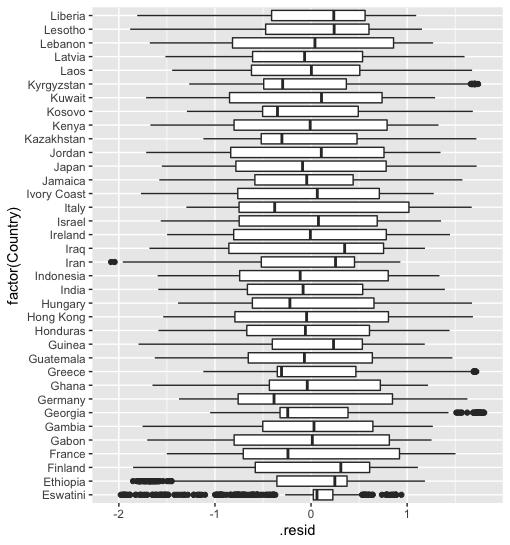 Liberia
Lesotho
Lebanon
Latvia
Laos
Kyrgyzstan
Kuwait
Kosovo
Kenya
Kazakhstan
Jordan
Japan
Jamaica
Ivory Coast
Italy
Israel
Ireland
Iraq
Iran
Indonesia
India
Hungary
Hong Kong
Honduras
Guinea
Guatemala
Greece
Ghana
Germany
Georgia
Gambia
Gabon
France
Finland
Ethiopia
Eswatini
factor(Country)
-2 -1 0 1
.resid